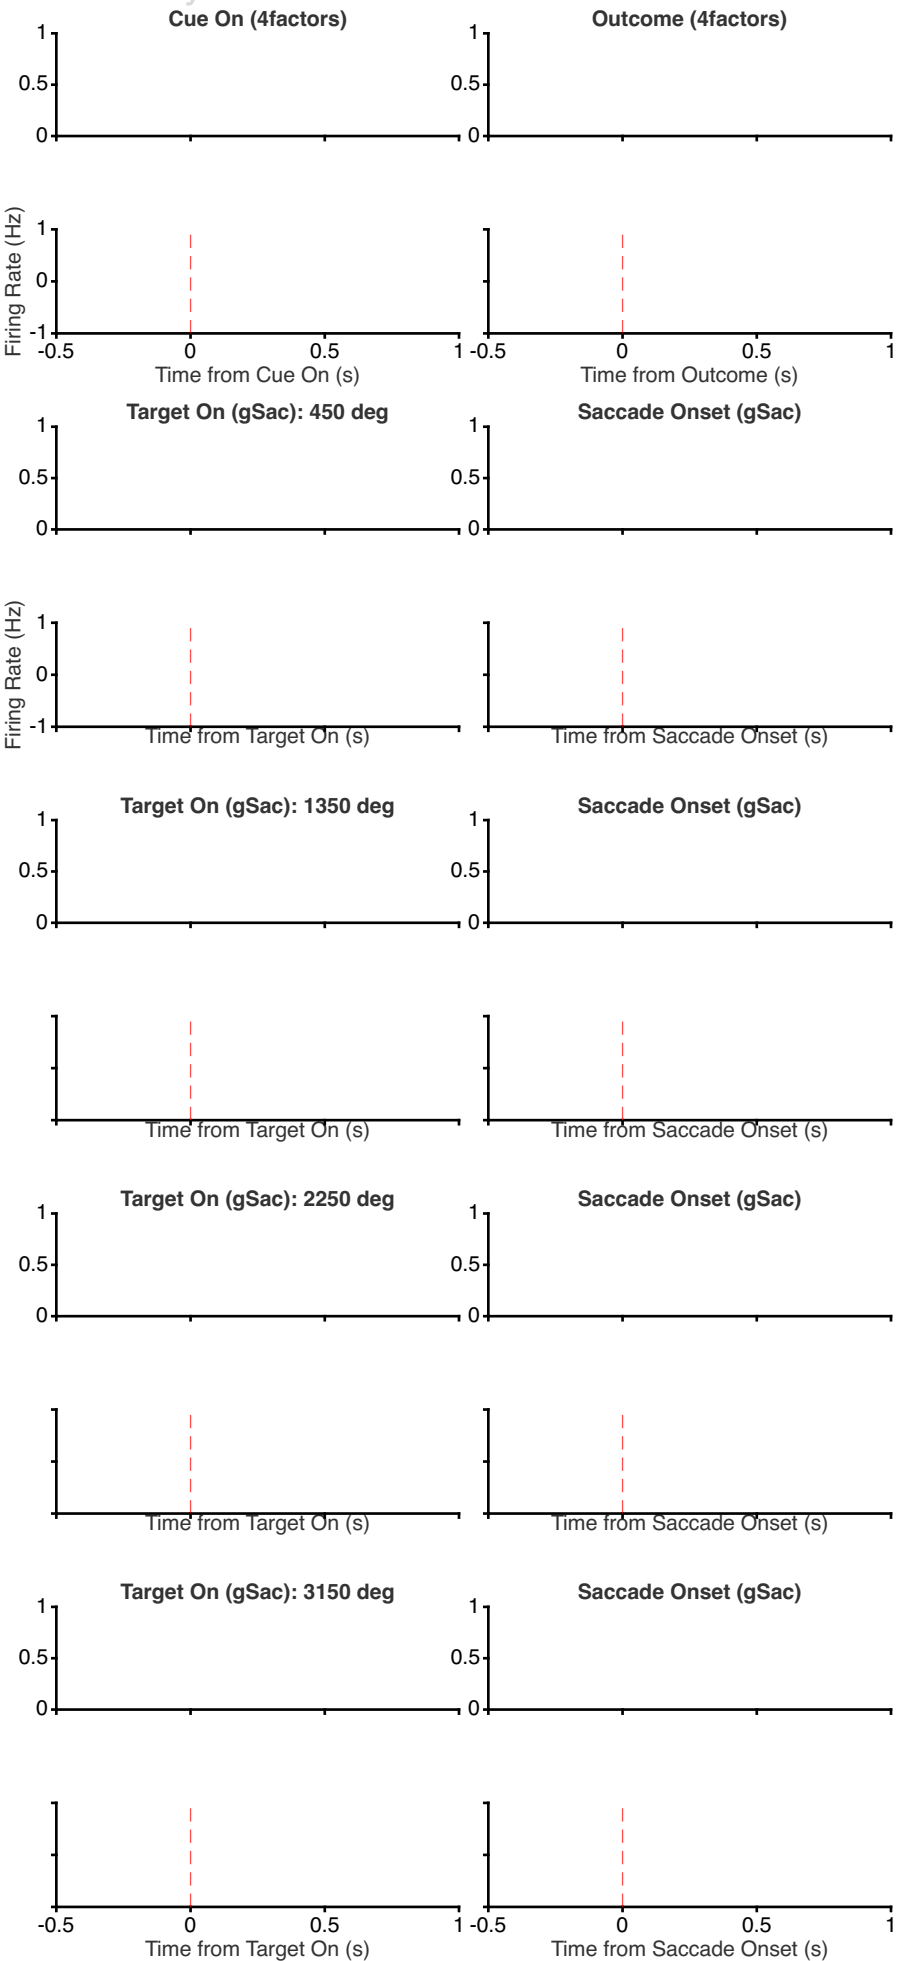 Cue On (4factors)
Outcome (4factors)
1
0.5
0
1
0.5
0
Firing Rate (Hz)
1
0
-1
-0.5 0 0.5 1
Time from Cue On (s)
-0.5 0 0.5 1
Time from Outcome (s)
Target On (gSac): 450 deg
Saccade Onset (gSac)
1
0.5
0
1
0.5
0
Firing Rate (Hz)
1
0
-1
Time from Target On (s)
Time from Saccade Onset (s)
Target On (gSac): 1350 deg
Saccade Onset (gSac)
1
0.5
0
1
0.5
0
Time from Target On (s)
Time from Saccade Onset (s)
Target On (gSac): 2250 deg
Saccade Onset (gSac)
1
0.5
0
1
0.5
0
Time from Target On (s)
Time from Saccade Onset (s)
Target On (gSac): 3150 deg
Saccade Onset (gSac)
1
0.5
0
1
0.5
0
-0.5 0 0.5 1
Time from Target On (s)
-0.5 0 0.5 1
Time from Saccade Onset (s)